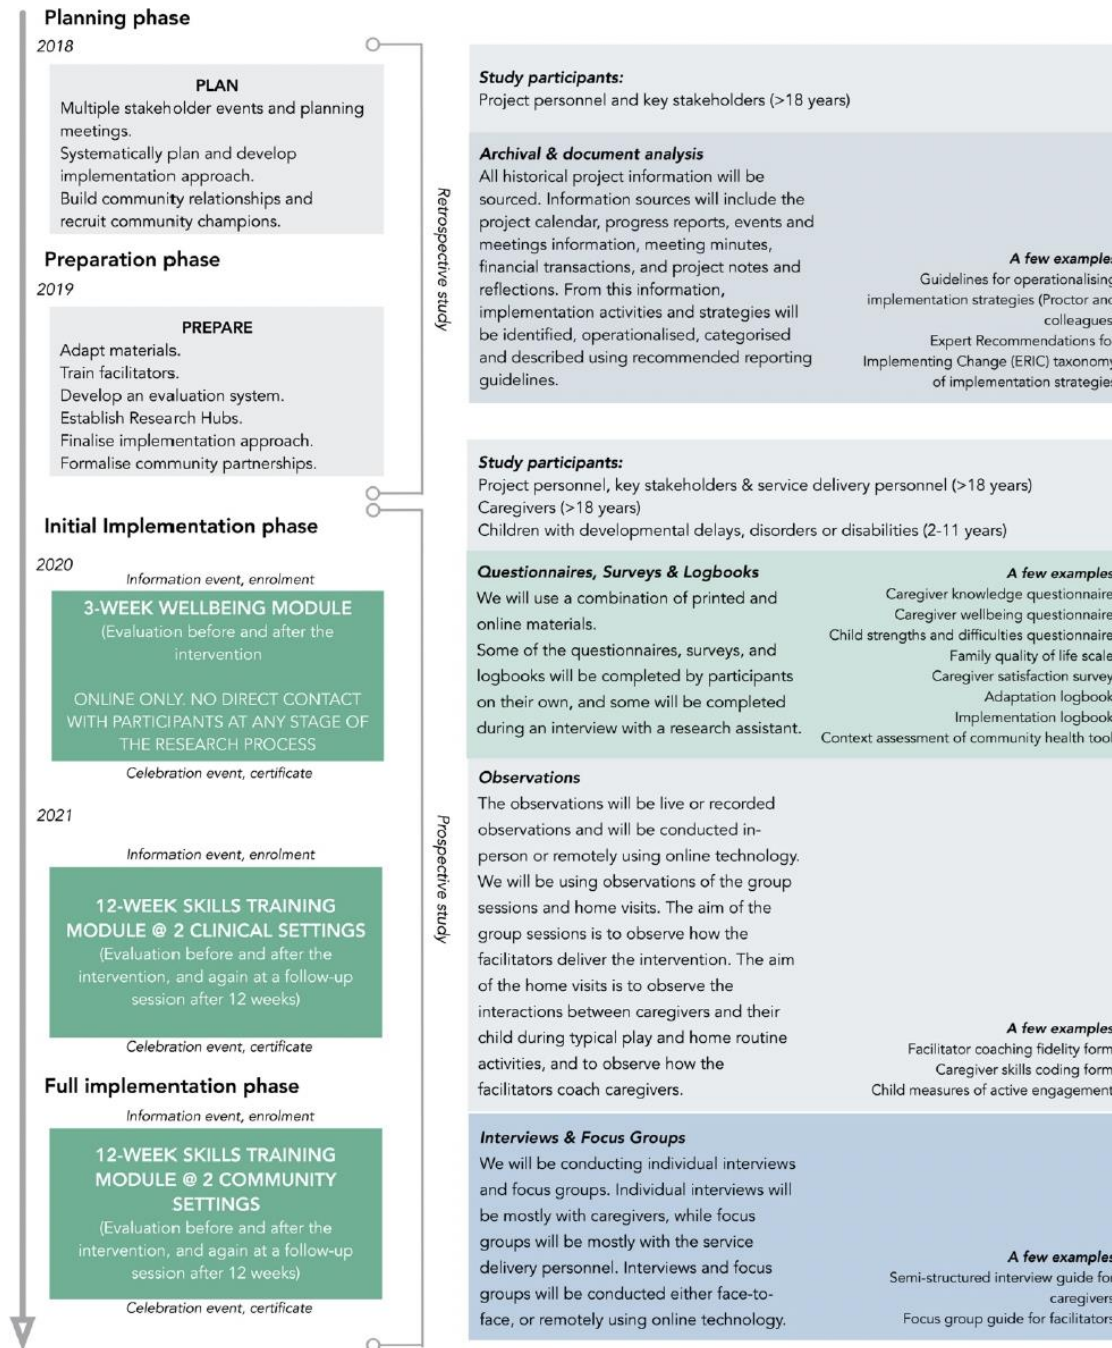 Planning phase
2018
PLAN
Multiple stakeholder events and planning
meetings.
Systematically plan and develop
implementation approach.
Build community relationships and
recruit community champions.
Preparation phase
2019
PREPARE
Adapt materials.
Train facilitators.
Develop an evaluation system.
Establish Research Hubs.
Finalise implementation approach.
Formalise community partnerships.
Initial Implementation phase
2020
Information event, enrolment
3-WEEK WELLBEING MODULE
(Evaluation before and after the
intervention
ONLINE ONLY. NO DIRECT CONTACT
WITH PARTICIPANTS AT ANY STAGE OF
THE RESEARCH PROCESS
Celebration event, certificate
2021
Information event, enrolment
12-WEEK SKILLS TRAINING
MODULE @ 2 CLINICAL SETTINGS
(Evaluation before and after the
intervention, and again at a follow-up
session after 12 weeks)
Celebration event, certificate
Full implementation phase
Information event, enrolment
12-WEEK SKILLS TRAINING
MODULE @ 2 COMMUNITY
SETTINGS
(Evaluation before and after the
intervention, and again at a follow-up
session after 12 weeks)
Celebration event, certificate
Retrospective study
Prospective study
Study participants:
Project personnel and key stakeholders (>18 years)
Archival & document analysis
All historical project information will be
sourced. Information sources will include the
project calendar, progress reports, events and
meetings information, meeting minutes,
financial transactions, and project notes and
reflections. From this information,
implementation activities and strategies will
be identified, operationalised, categorised
and described using recommended reporting
guidelines.
A few examples
Guidelines for operationalising
implementation strategies (Proctor and
colleagues
Expert Recommendations fo
Implementing Change (ERIC) taxonomy
of implementation strategies
Study participants:
Project personnel, key stakeholders & service delivery personnel (>18 years)
Caregivers (>18 years)
Children with developmental delays, disorders or disabilities (2-11 years)
Questionnaires, Surveys & Logbooks
We will use a combination of printed and
online materials.
Some of the questionnaires, surveys, and
logbooks will be completed by participants
on their own, and some will be completed
during an interview with a research assistant.
A few examples
Caregiver knowledge questionnaire
Caregiver wellbeing questionnaire
Child strengths and difficulties questionnaire
Family quality of life scale
Caregiver satisfaction survey
Adaptation logbook
Implementation logbook
Context assessment of community health tool
Observations
The observations will be live or recorded
observations and will be conducted in-
person or remotely using online technology.
We will be using observations of the group
sessions and home visits. The aim of the
group sessions is to observe how the
facilitators deliver the intervention. The aim
of the home visits is to observe the
interactions between caregivers and their
child during typical play and home routine
activities, and to observe how the
facilitators coach caregivers.
A few examples
Facilitator coaching fidelity form
Caregiver skills coding form
Child measures of active engagement
Interviews & Focus Groups
We will be conducting individual interviews
and focus groups. Individual interviews will
be mostly with caregivers, while focus
groups will be mostly with the service
delivery personnel. Interviews and focus
groups will be conducted either face-to-
face, or remotely using online technology.
A few examples
Semi-structured interview guide for
caregivers
Focus group guide for facilitators